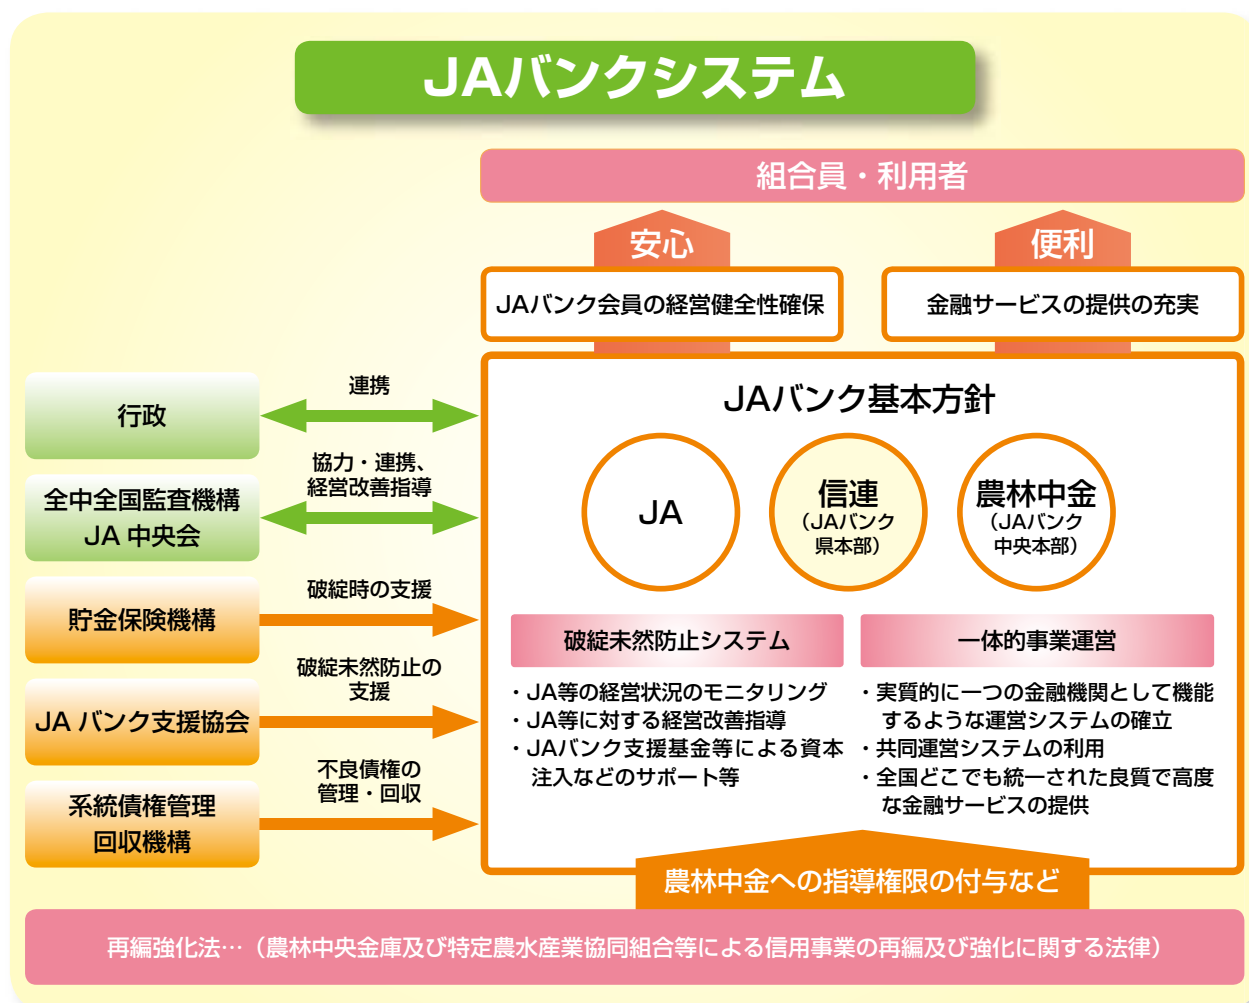 JAバンクシステム
組合員・利用者
安心
便利
JAバンク会員の経営健全性確保
金融サービスの提供の充実
行政
連携
全中全国監査機構
JA 中央会
協力・連携、
経営改善指導
貯金保険機構
破綻時の支援
JA バンク支援協会
破綻未然防止の
支援
系統債権管理
回収機構
不良債権の
管理・回収
JAバンク基本方針
JA
信連
（JAバンク
県本部）
農林中金
（JAバンク
中央本部）
破綻未然防止システム
・JA等の経営状況のモニタリング
・JA等に対する経営改善指導
・JAバンク支援基金等による資本
注入などのサポート等
一体的事業運営
・実質的に一つの金融機関として機能
するような運営システムの確立
・共同運営システムの利用
・全国どこでも統一された良質で高度
な金融サービスの提供
農林中金への指導権限の付与など
再編強化法…（農林中央金庫及び特定農水産業協同組合等による信用事業の再編及び強化に関する法律）